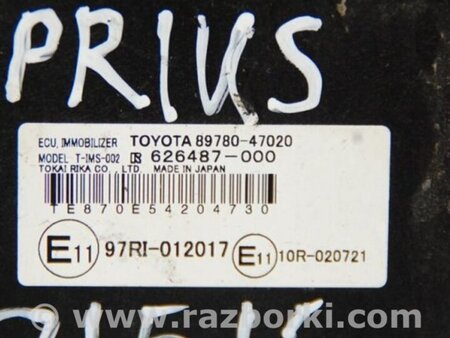 PRIUS
ECU, IMMOBILIZER TOYOTA 89780-47020
MODEL T-IMS-002 626487-000
TOKAI RIKA CO., LTD. MADE IN JAPAN
TE870E54204730
E11 97RI-012017 E11 10R-020721
www.razborki.com